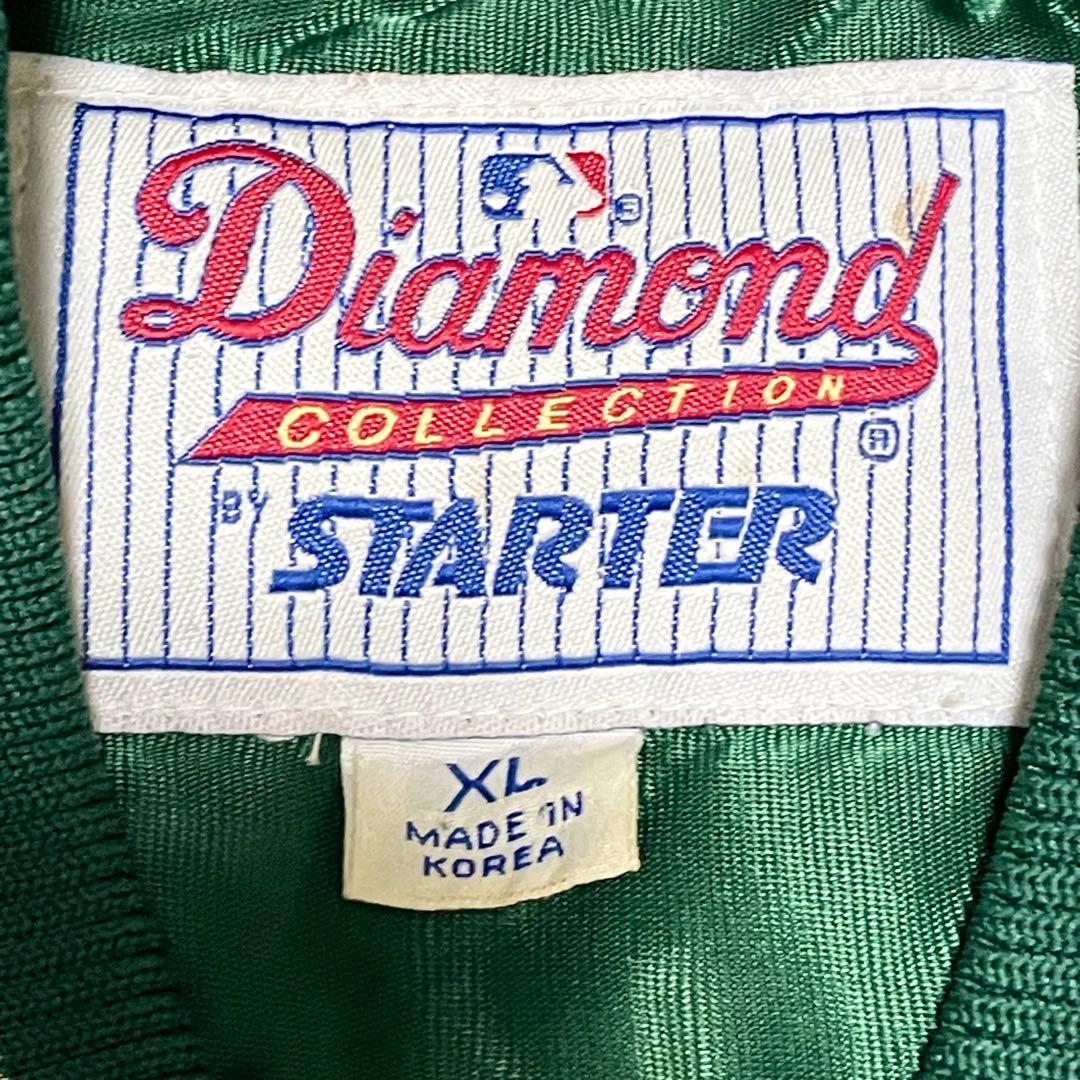 Diamond
COLLECTION
®
BY STARTER
XL
MADE IN
KOREA